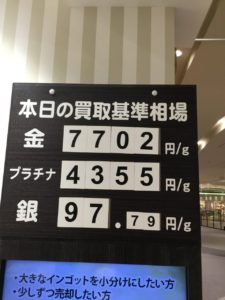 本日の買取基準相場
金 7702 円/g
プラチナ 4355 円/g
銀 97.79 円/g
・大きなインゴットを小分けにしたい方
・少しずつ売却したい方